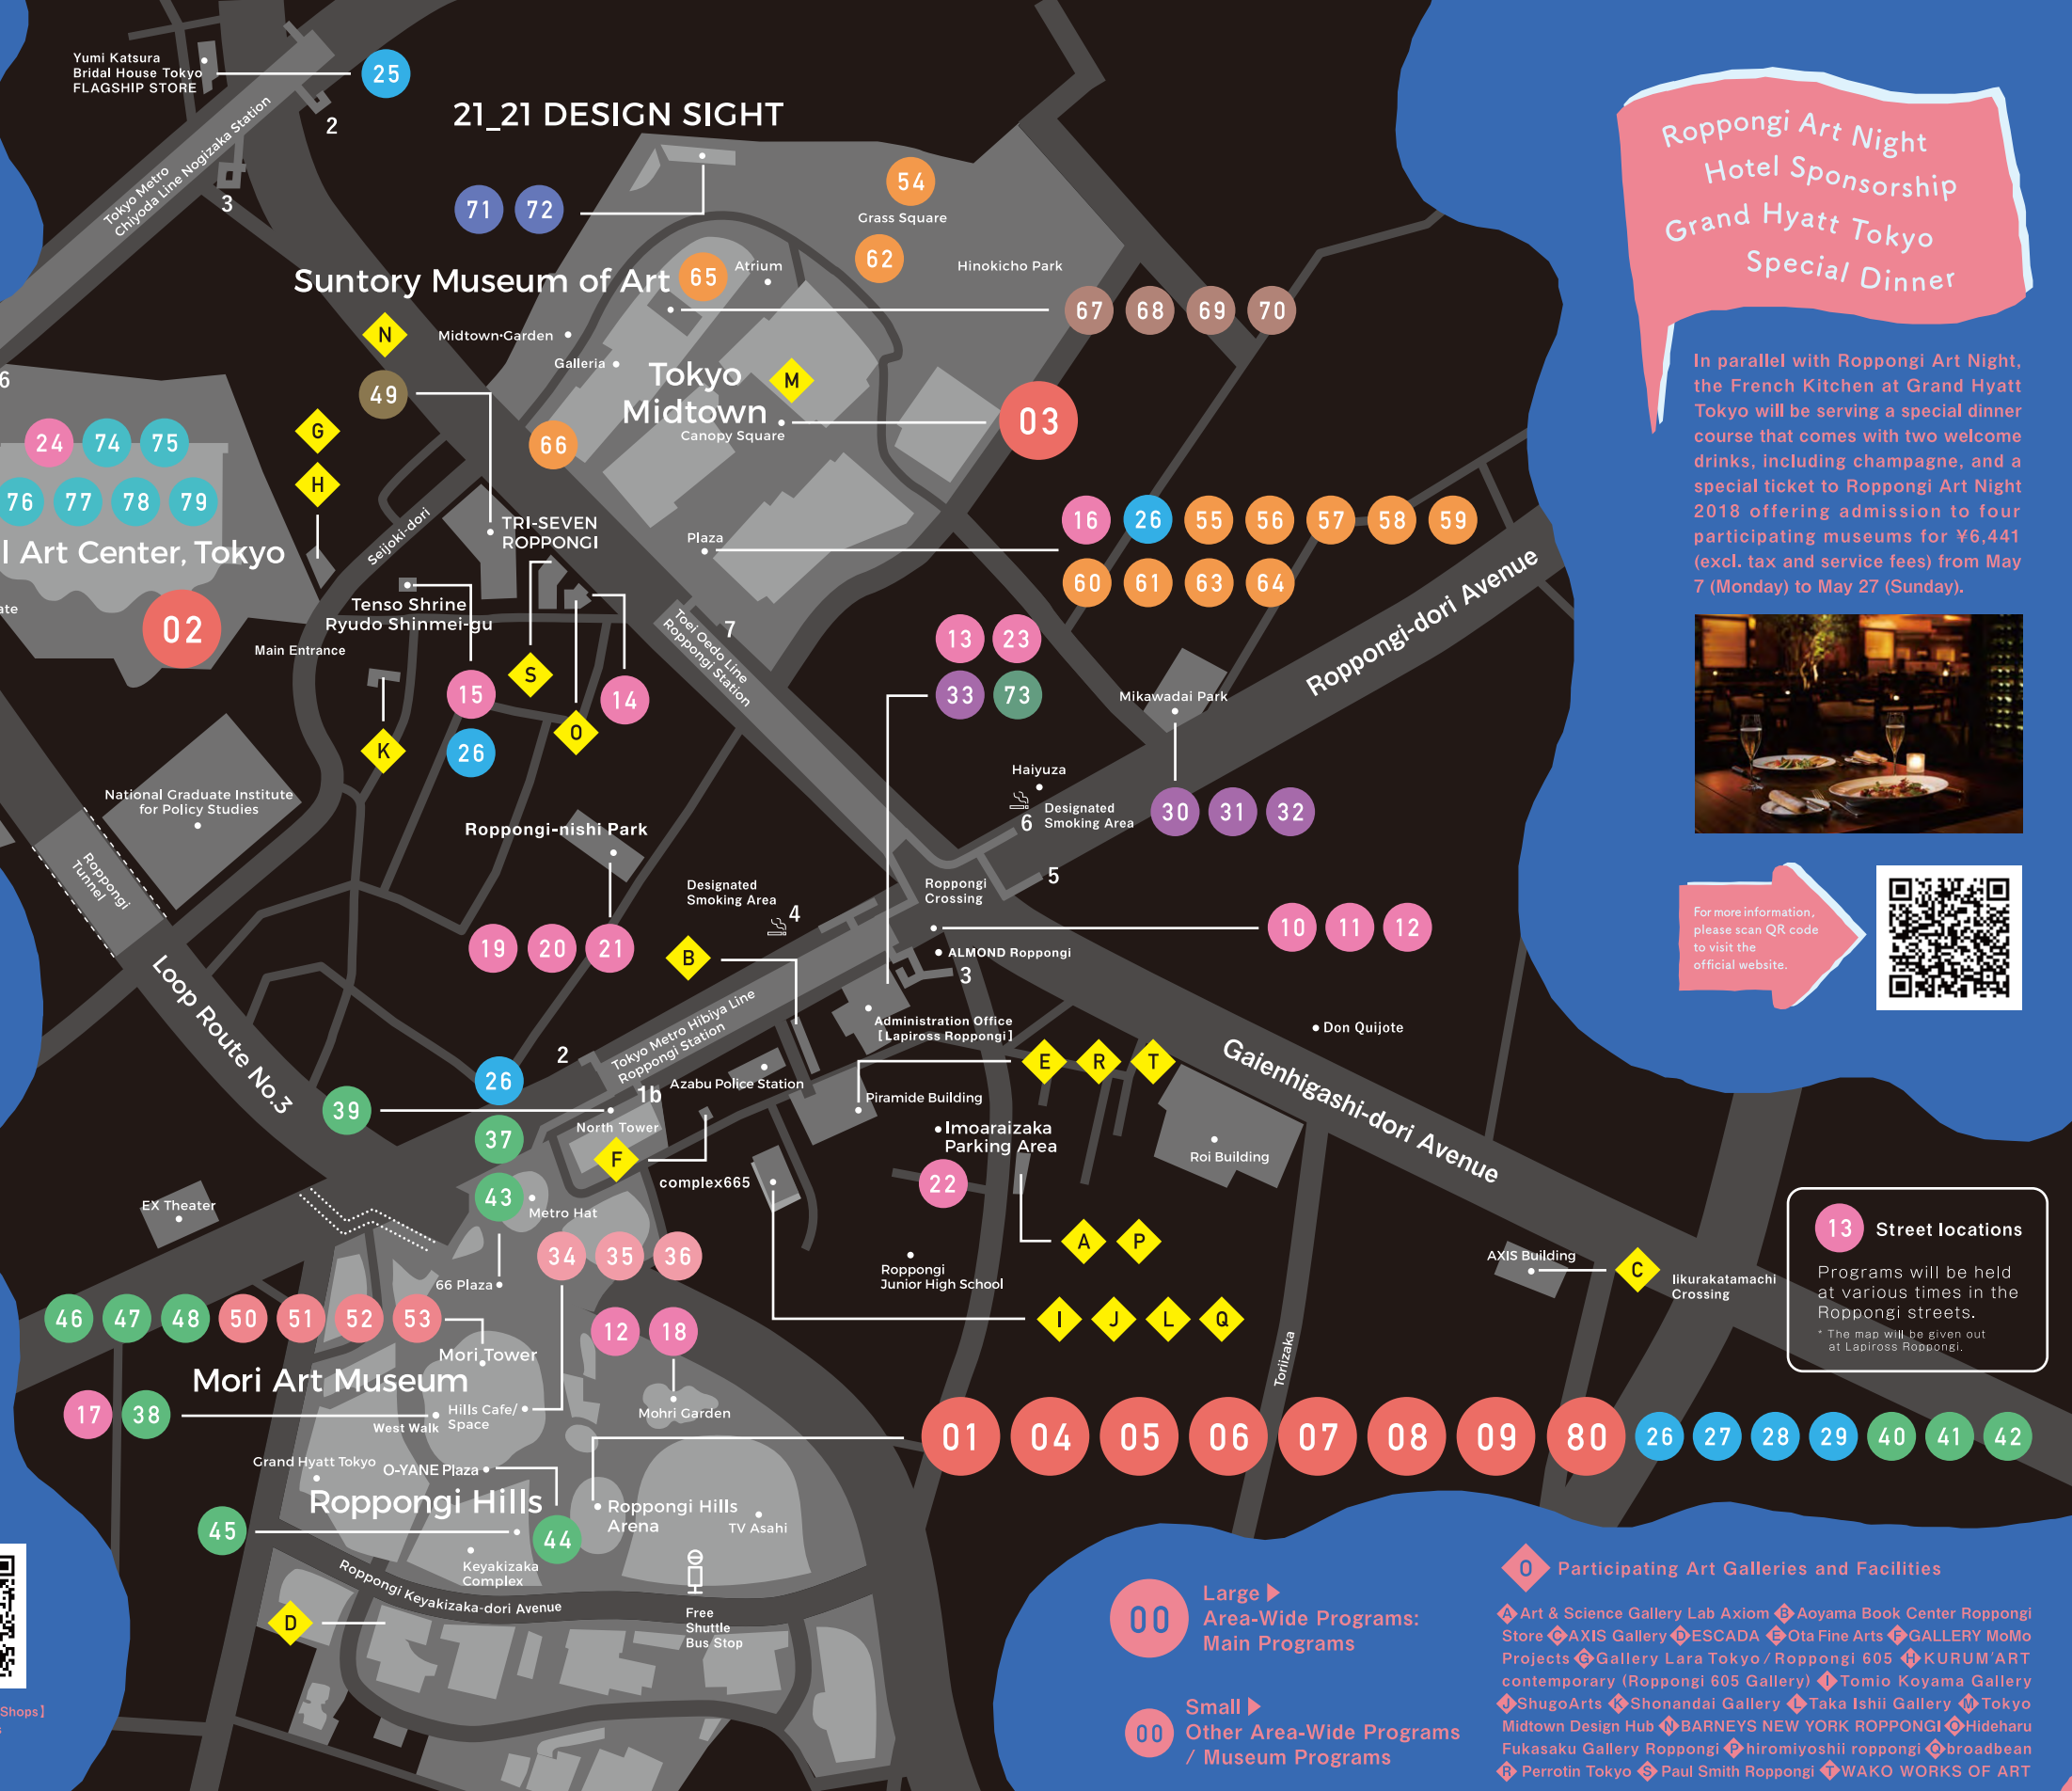 Yumi Katsura
Bridal House Tokyo
FLAGSHIP STORE
25
2
3
Tokyo Metro
Chiyoda Line Nogizaka Station
21_21 DESIGN SIGHT
71 72
54
Grass Square
62
Hinokicho Park
Suntory Museum of Art
65
Atrium
67 68 69 70
Midtown·Garden
Galleria
N
49
Tokyo
Midtown
M
Canopy Square
03
66
6
24 74 75
76 77 78 79
G
H
l Art Center, Tokyo
ate
02
Main Entrance
Seijoki-dori
TRI-SEVEN
ROPPONGI
Tenso Shrine
Ryudo Shinmei-gu
Plaza
16 26 55 56 57 58 59
60 61 63 64
Toei Oedo Line
Roppongi Station
7
15
26
S
O
14
K
13 23
33 73
Mikawadai Park
Roppongi-dori Avenue
30 31 32
Haiyuza
Designated
Smoking Area
6
5
National Graduate Institute
for Policy Studies
Roppongi
Tunnel
Roppongi-nishi Park
19 20 21
Designated
Smoking Area
4
B
Roppongi
Crossing
10 11 12
ALMOND Roppongi
3
Loop Route No.3
Administration Office
[Lapiross Roppongi]
Don Quijote
Gaienhigashi-dori Avenue
Tokyo Metro Hibiya Line
Roppongi Station
2
1b
26
39
37
43
Azabu Police Station
North Tower
F
E R T
Piramide Building
Imoaraizaka
Parking Area
22
Roi Building
complex665
EX Theater
Metro Hat
34 35 36
66 Plaza
A P
Roppongi
Junior High School
I J L Q
AXIS Building
C
Iikurakatamachi
Crossing
Toriizaka
46 47 48 50 51 52 53
12 18
Mori Tower
Mori Art Museum
17 38
Hills Cafe/
Space
West Walk
Mohri Garden
01 04 05 06 07 08 09 80 26 27 28 29 40 41 42
Grand Hyatt Tokyo
O-YANE Plaza
Roppongi Hills
45
44
Roppongi Hills
Arena
TV Asahi
Keyakizaka
Complex
Roppongi Keyakizaka-dori Avenue
D
Free
Shuttle
Bus Stop
Shops]
s
Roppongi Art Night
Hotel Sponsorship
Grand Hyatt Tokyo
Special Dinner
In parallel with Roppongi Art Night,
the French Kitchen at Grand Hyatt
Tokyo will be serving a special dinner
course that comes with two welcome
drinks, including champagne, and a
special ticket to Roppongi Art Night
2018 offering admission to four
participating museums for ¥6,441
(excl. tax and service fees) from May
7 (Monday) to May 27 (Sunday).
For more information,
please scan QR code
to visit the
official website.
13 Street locations
Programs will be held
at various times in the
Roppongi streets.
* The map will be given out
at Lapiross Roppongi.
00
Large ▶
Area-Wide Programs:
Main Programs
00
Small ▶
Other Area-Wide Programs
/ Museum Programs
O Participating Art Galleries and Facilities
A Art & Science Gallery Lab Axiom B Aoyama Book Center Roppongi
Store C AXIS Gallery D ESCADA E Ota Fine Arts F GALLERY MoMo
Projects G Gallery Lara Tokyo/Roppongi 605 H KURUM'ART
contemporary (Roppongi 605 Gallery) I Tomio Koyama Gallery
J ShugoArts K Shonandai Gallery L Taka Ishii Gallery M Tokyo
Midtown Design Hub N BARNEYS NEW YORK ROPPONGI O Hideharu
Fukasaku Gallery Roppongi P hiromiyoshii roppongi Q broadbean
R Perrotin Tokyo S Paul Smith Roppongi T WAKO WORKS OF ART